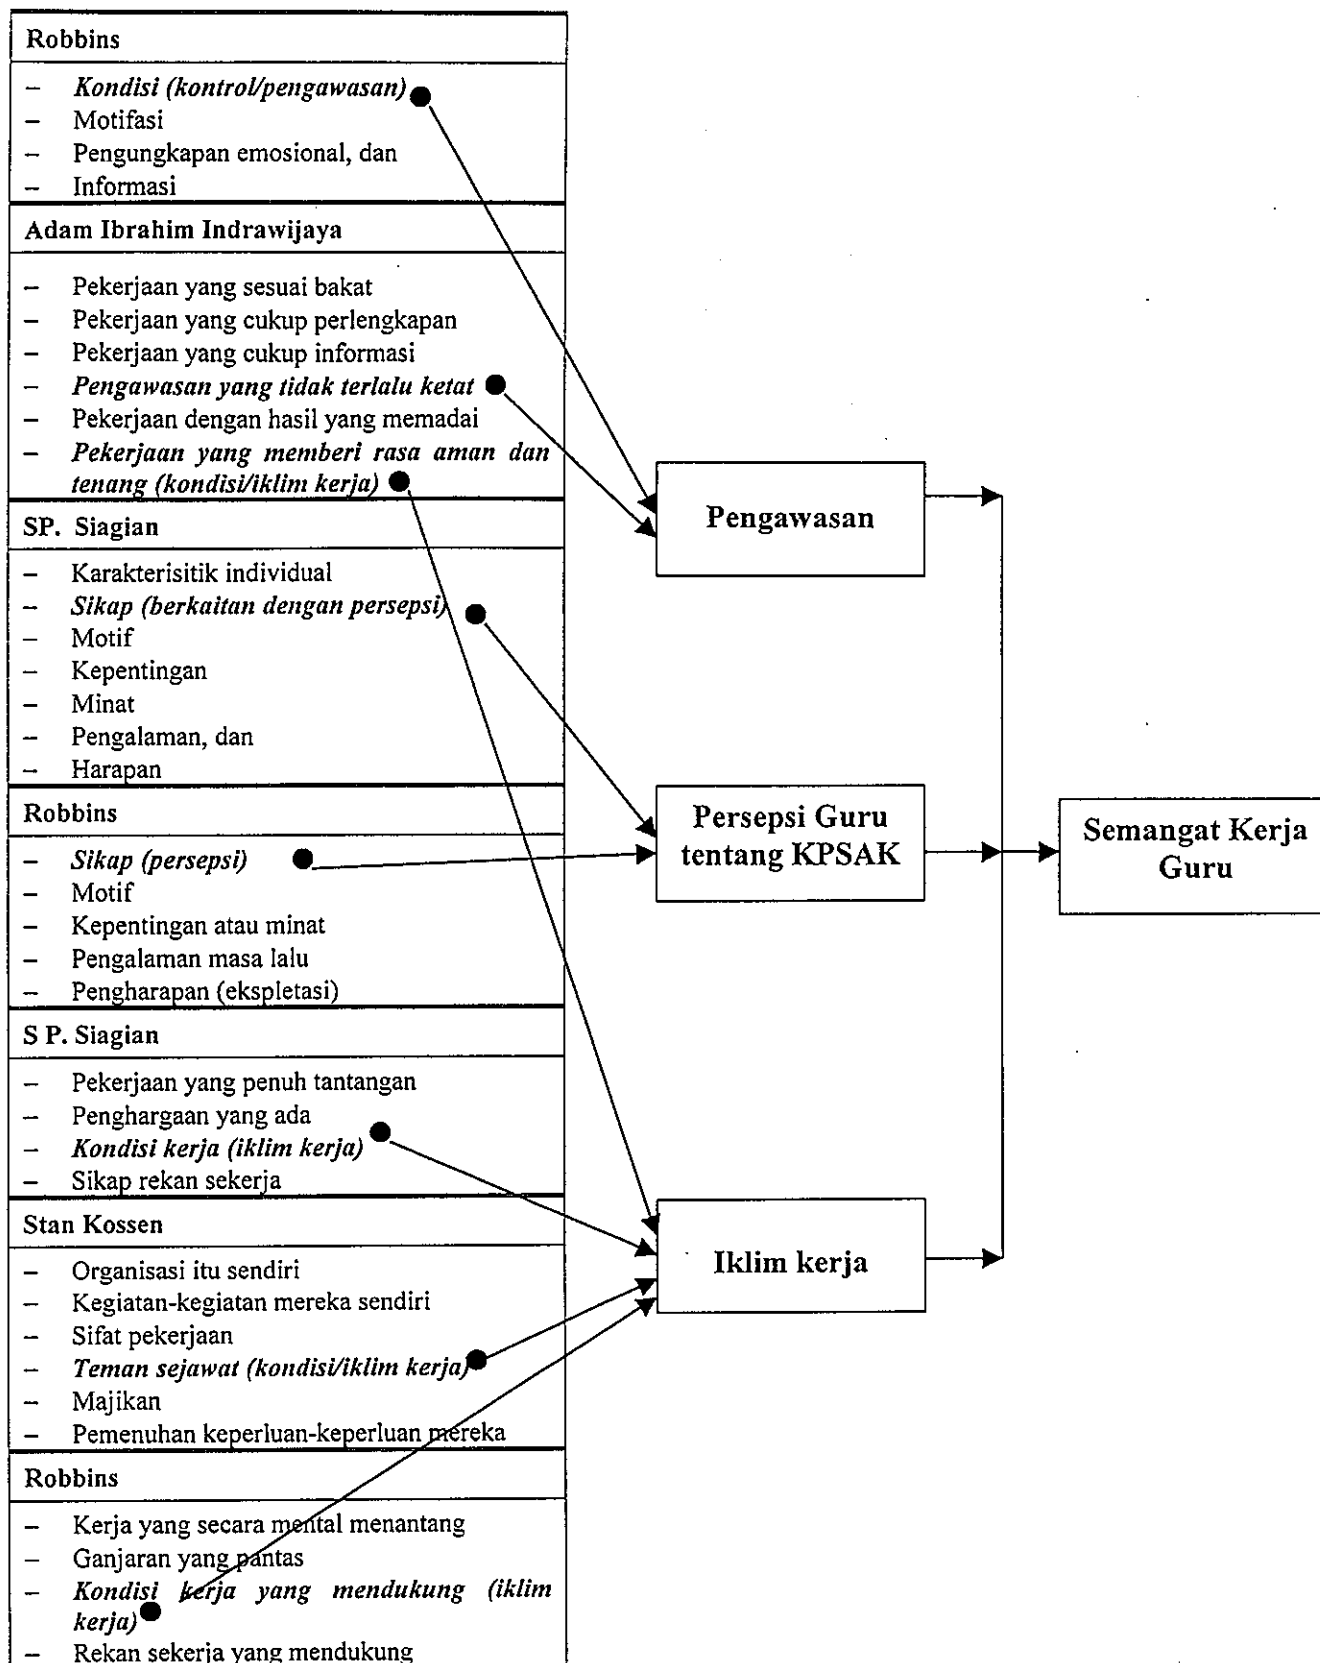 Robbins
– Kondisi (kontrol/pengawasan)
– Motifasi
– Pengungkapan emosional, dan
– Informasi
Adam Ibrahim Indrawijaya
– Pekerjaan yang sesuai bakat
– Pekerjaan yang cukup perlengkapan
– Pekerjaan yang cukup informasi
– Pengawasan yang tidak terlalu ketat
– Pekerjaan dengan hasil yang memadai
– Pekerjaan yang memberi rasa aman dan
tenang (kondisi/iklim kerja)
SP. Siagian
– Karakterisitik individual
– Sikap (berkaitan dengan persepsi)
– Motif
– Kepentingan
– Minat
– Pengalaman, dan
– Harapan
Robbins
– Sikap (persepsi)
– Motif
– Kepentingan atau minat
– Pengalaman masa lalu
– Pengharapan (ekspletasi)
S P. Siagian
– Pekerjaan yang penuh tantangan
– Penghargaan yang ada
– Kondisi kerja (iklim kerja)
– Sikap rekan sekerja
Stan Kossen
– Organisasi itu sendiri
– Kegiatan-kegiatan mereka sendiri
– Sifat pekerjaan
– Teman sejawat (kondisi/iklim kerja)
– Majikan
– Pemenuhan keperluan-keperluan mereka
Robbins
– Kerja yang secara mental menantang
– Ganjaran yang pantas
– Kondisi kerja yang mendukung (iklim
kerja)
– Rekan sekerja yang mendukung
Pengawasan
Persepsi Guru
tentang KPSAK
Iklim kerja
Semangat Kerja
Guru